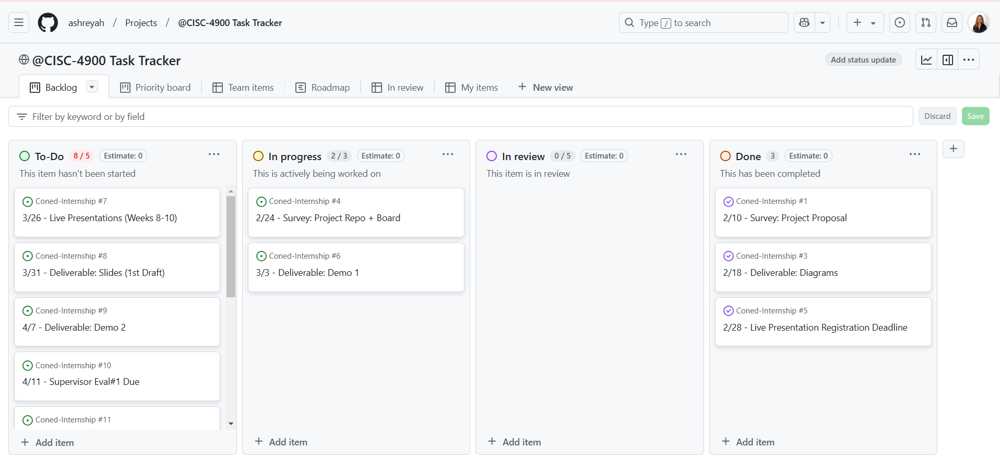 ashreyah / Projects / @CISC-4900 Task Tracker
Type / to search
@CISC-4900 Task Tracker
Add status update
Backlog
Priority board
Team items
Roadmap
In review
My items
New view
Filter by keyword or by field
Discard
Save
To-Do 8 / 5 Estimate: 0
This item hasn't been started
Coned-Internship #7
3/26 - Live Presentations (Weeks 8-10)
Coned-Internship #8
3/31 - Deliverable: Slides (1st Draft)
Coned-Internship #9
4/7 - Deliverable: Demo 2
Coned-Internship #10
4/11 - Supervisor Eval#1 Due
Coned-Internship #11
Add item
In progress 2 / 3 Estimate: 0
This is actively being worked on
Coned-Internship #4
2/24 - Survey: Project Repo + Board
Coned-Internship #6
3/3 - Deliverable: Demo 1
Add item
In review 0 / 5 Estimate: 0
This item is in review
Add item
Done 3 Estimate: 0
This has been completed
Coned-Internship #1
2/10 - Survey: Project Proposal
Coned-Internship #3
2/18 - Deliverable: Diagrams
Coned-Internship #5
2/28 - Live Presentation Registration Deadline
Add item